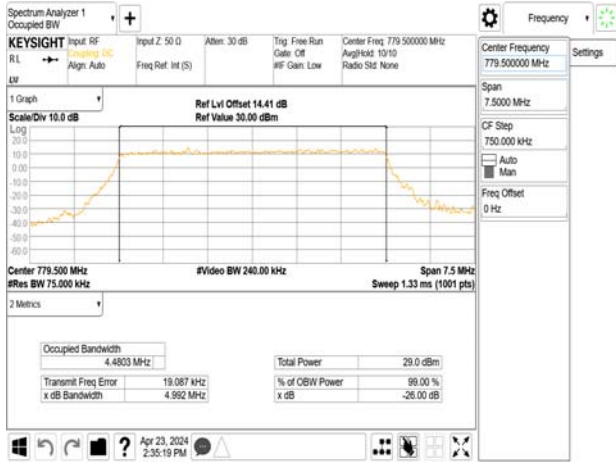 Spectrum Analyzer 1
Occupied BW
+
Frequency
KEYSIGHT
Input: RF
Coupling: DC
Align: Auto
Input Z: 50 Ω
Freq Ref: Int (S)
Atten: 30 dB
Trig: Free Run
Gate: Off
#IF Gain: Low
Center Freq: 779.500000 MHz
Avg|Hold: 10/10
Radio Std: None
RL
LXI
Center Frequency
779.500000 MHz
Settings
Span
7.5000 MHz
CF Step
750.000 kHz
Auto
Man
Freq Offset
0 Hz
1 Graph
Scale/Div 10.0 dB
Ref Lvl Offset 14.41 dB
Ref Value 30.00 dBm
Log
20.0
10.0
0.00
-10.0
-20.0
-30.0
-40.0
-50.0
-60.0
Center 779.500 MHz
#Video BW 240.00 kHz
Span 7.5 MHz
#Res BW 75.000 kHz
Sweep 1.33 ms (1001 pts)
2 Metrics
Occupied Bandwidth
4.4803 MHz
Total Power 29.0 dBm
Transmit Freq Error 19.087 kHz
% of OBW Power 99.00 %
x dB Bandwidth 4.992 MHz
x dB -26.00 dB
?
Apr 23, 2024
2:35:19 PM